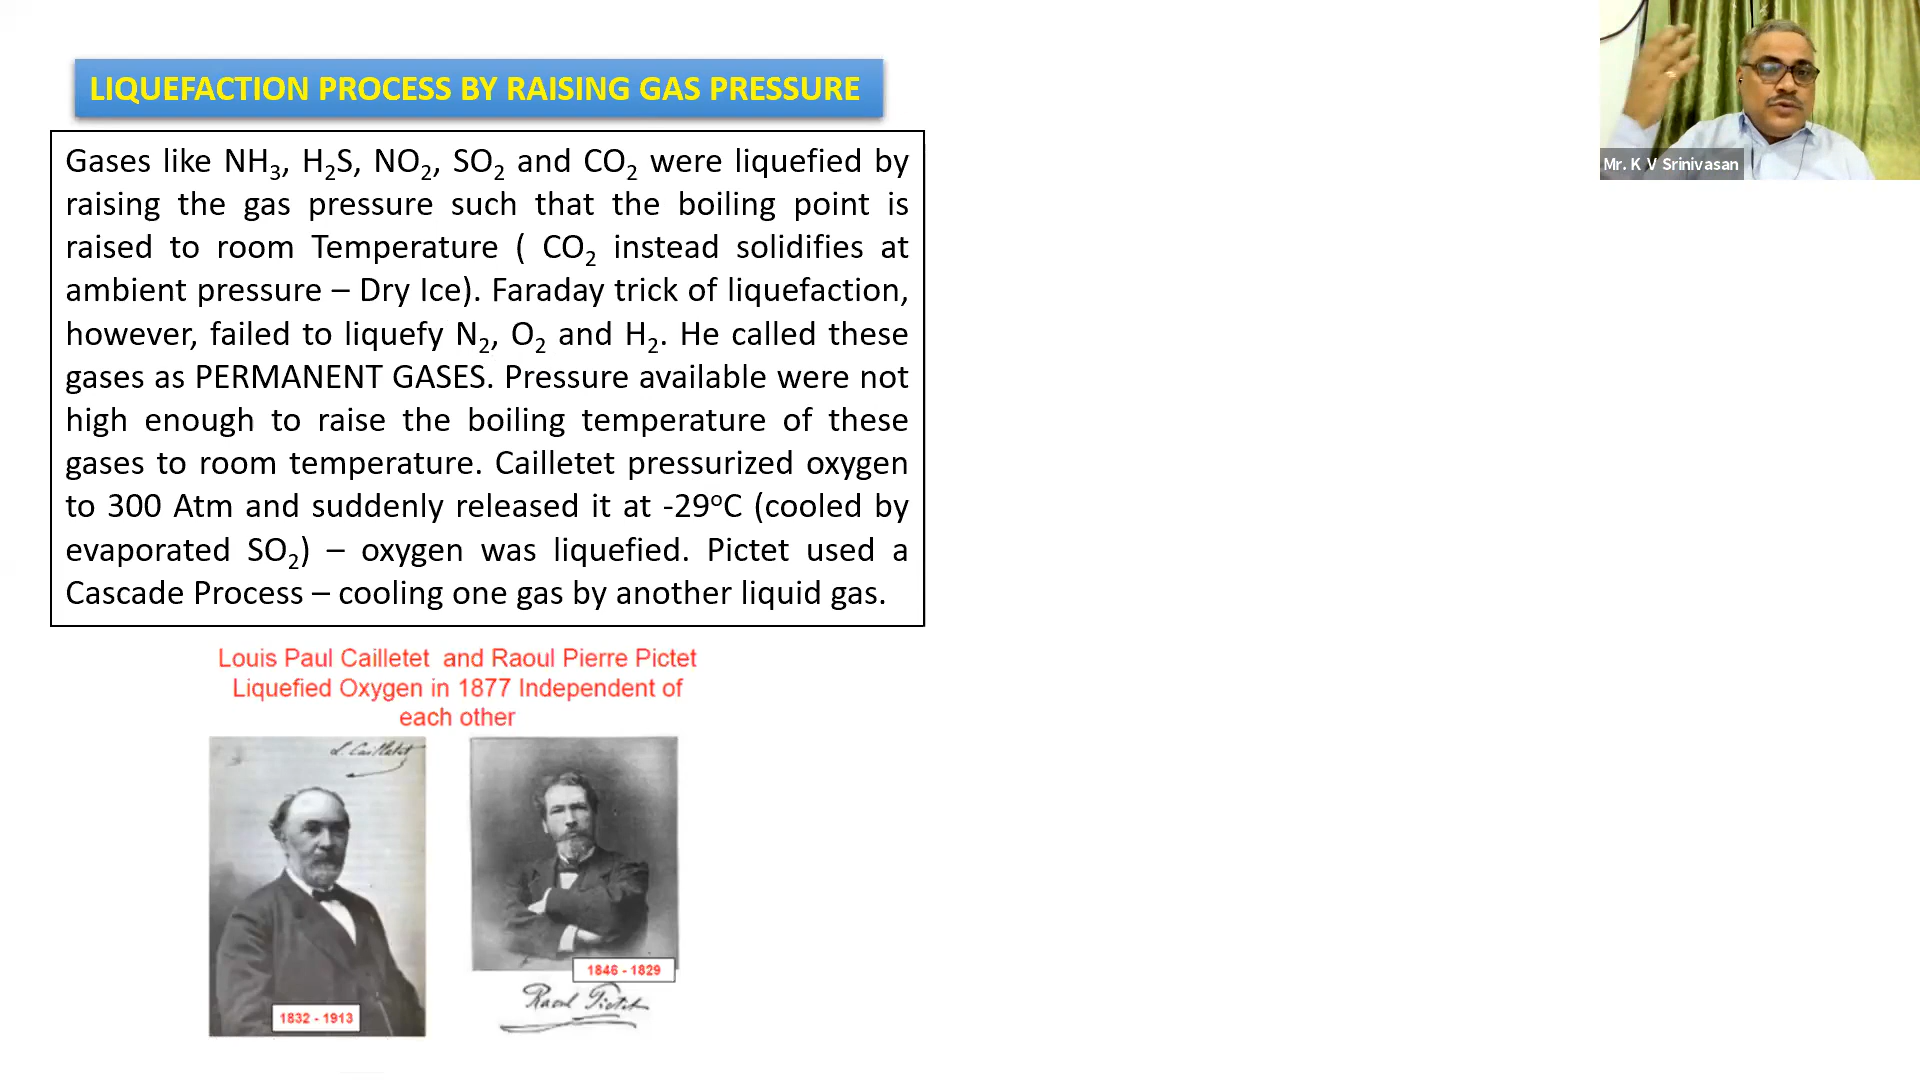 LIQUEFACTION PROCESS BY RAISING GAS PRESSURE
Gases like NH₃, H₂S, NO₂, SO₂ and CO₂ were liquefied by
raising the gas pressure such that the boiling point is
raised to room Temperature ( CO₂ instead solidifies at
ambient pressure – Dry Ice). Faraday trick of liquefaction,
however, failed to liquefy N₂, O₂ and H₂. He called these
gases as PERMANENT GASES. Pressure available were not
high enough to raise the boiling temperature of these
gases to room temperature. Cailletet pressurized oxygen
to 300 Atm and suddenly released it at -29ᵒC (cooled by
evaporated SO₂) – oxygen was liquefied. Pictet used a
Cascade Process – cooling one gas by another liquid gas.
Louis Paul Cailletet and Raoul Pierre Pictet
Liquefied Oxygen in 1877 Independent of
each other
L. Cailletet
1832 - 1913
1846 - 1829
Raoul Pictet
Mr. K V Srinivasan